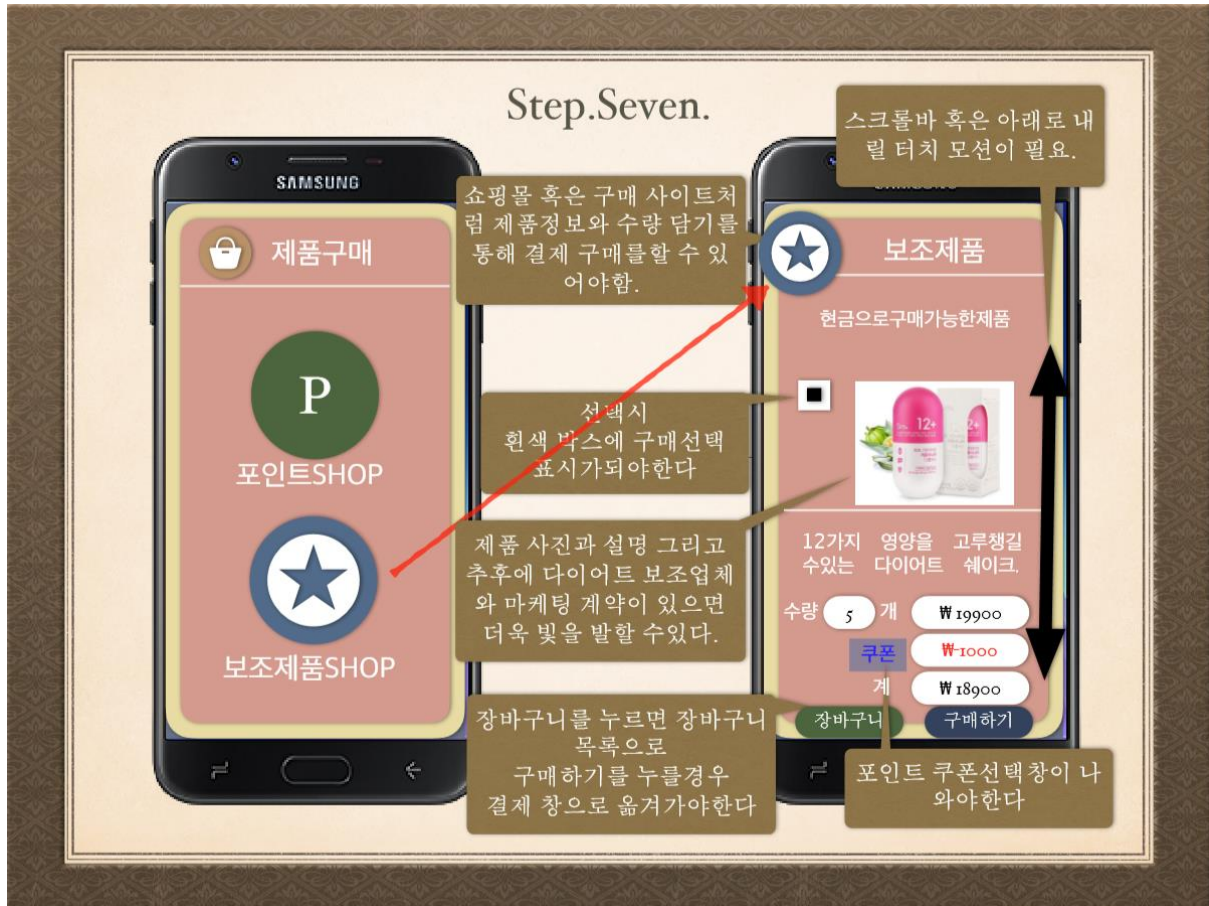 Step.Seven.
스크롤바 혹은 아래로 내
릴 터치 모션이 필요.
SAMSUNG
쇼핑몰 혹은 구매 사이트처
럼 제품정보와 수량 담기를
통해 결제 구매를할 수 있
어야함.
제품구매
P
포인트SHOP
보조제품SHOP
보조제품
현금으로구매가능한제품
선택시
흰색 박스에 구매선택
표시가되야한다
12+
제품 사진과 설명 그리고
추후에 다이어트 보조업체
와 마케팅 계약이 있으면
더욱 빛을 발할 수있다.
12가지 영양을 고루챙길
수있는 다이어트 쉐이크.
수량 5 개 ₩19900
쿠폰 ₩-1000
계 ₩18900
장바구니 구매하기
장바구니를 누르면 장바구니
목록으로
구매하기를 누를경우
결제 창으로 옮겨가야한다
포인트 쿠폰선택창이 나
와야한다